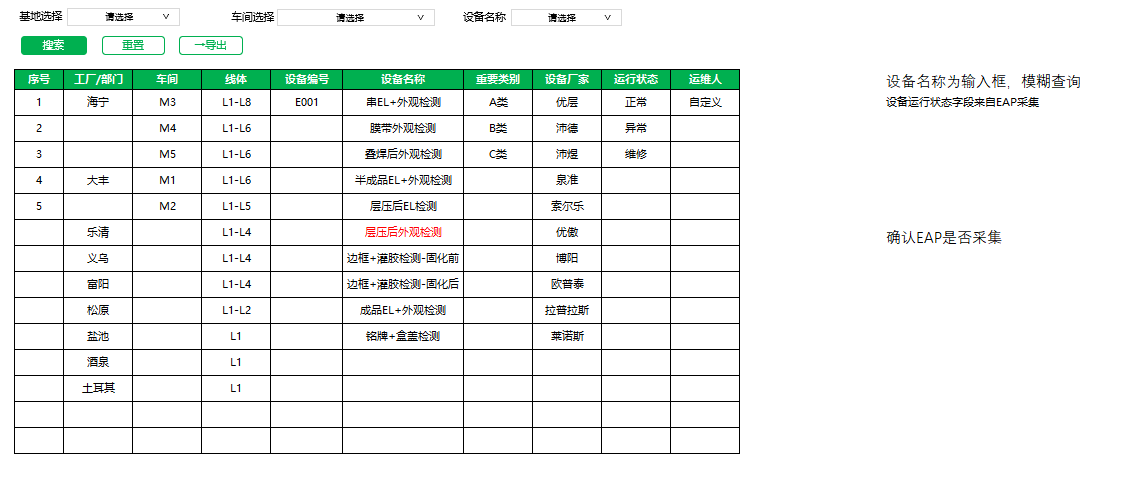 基地选择 请选择 ∨ 车间选择 请选择 ∨ 设备名称 请选择 ∨
搜索 重置 →导出
序号 工厂/部门 车间 线体 设备编号 设备名称 重要类别 设备厂家 运行状态 运维人
设备名称为输入框，模糊查询
1 海宁 M3 L1-L8 E001 串EL+外观检测 A类 优层 正常 自定义
设备运行状态字段来自EAP采集
2 M4 L1-L6 膜带外观检测 B类 沛德 异常
3 M5 L1-L6 叠焊后外观检测 C类 沛煜 维修
4 大丰 M1 L1-L6 半成品EL+外观检测 泉准
5 M2 L1-L5 层压后EL检测 索尔乐
乐清 L1-L4 层压后外观检测 优傲
确认EAP是否采集
义乌 L1-L4 边框+灌胶检测-固化前 博阳
富阳 L1-L4 边框+灌胶检测-固化后 欧普泰
松原 L1-L2 成品EL+外观检测 拉普拉斯
盐池 L1 铭牌+盒盖检测 莱诺斯
酒泉 L1
土耳其 L1